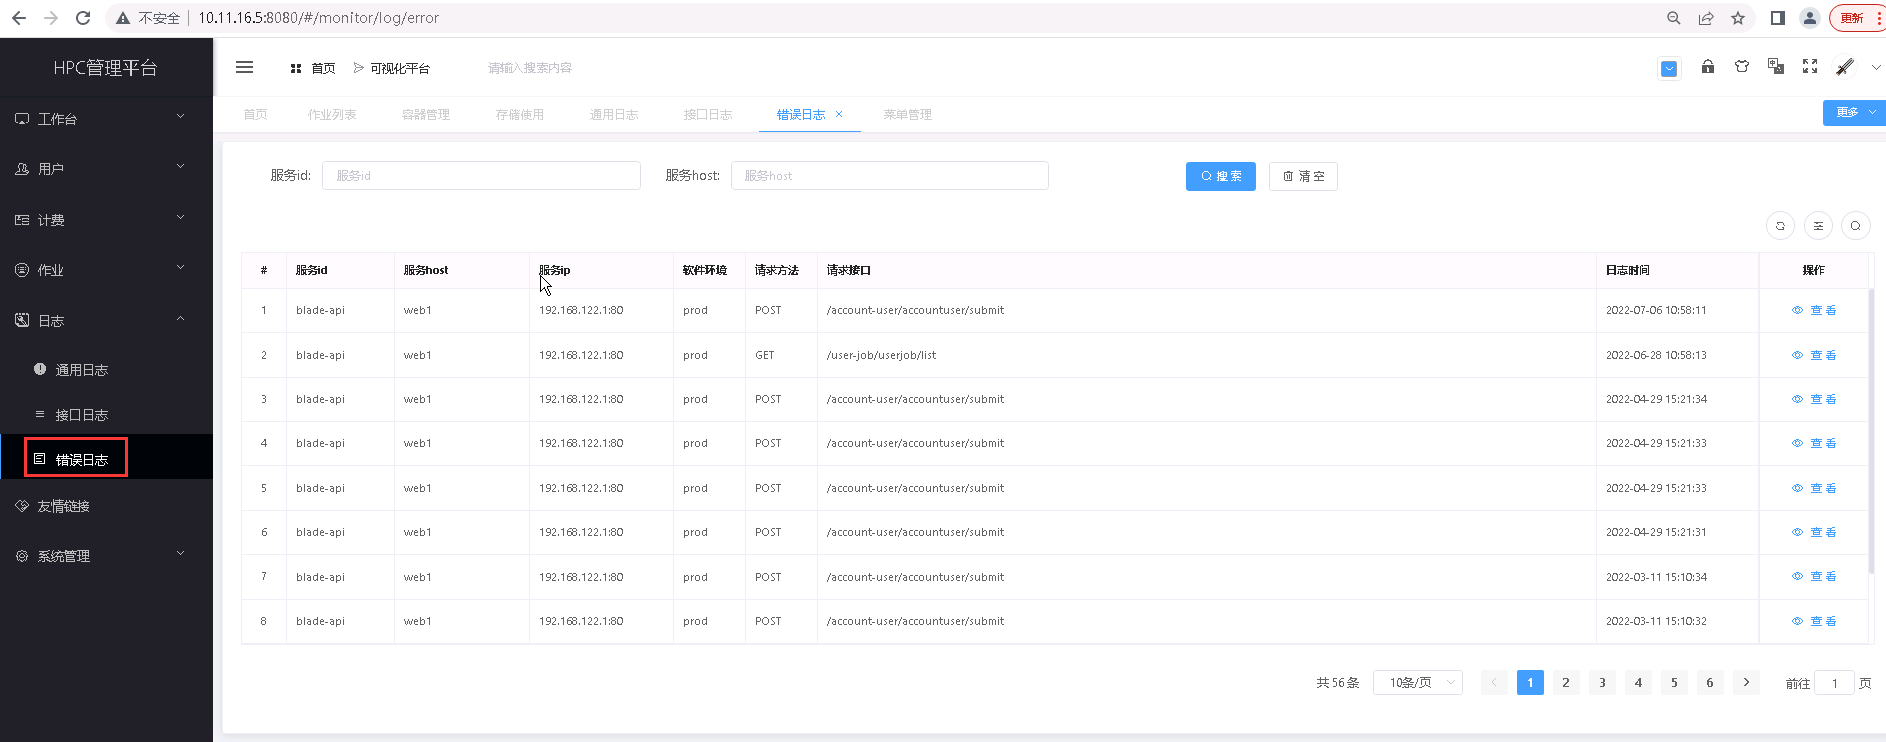 不安全 10.11.16.5:8080/#/monitor/log/error 更新
HPC管理平台
首页 可视化平台 请输入搜索内容
首页 作业列表 容器管理 存储使用 通用日志 接口日志 错误日志 × 菜单管理 更多
工作台
用户
计费
作业
日志
通用日志
接口日志
错误日志
友情链接
系统管理
服务id: 服务id 服务host: 服务host 搜索 清空
# 服务id 服务host 服务ip 软件环境 请求方法 请求接口 日志时间 操作
1 blade-api web1 192.168.122.1:80 prod POST /account-user/accountuser/submit 2022-07-06 10:58:11 查看
2 blade-api web1 192.168.122.1:80 prod GET /user-job/userjob/list 2022-06-28 10:58:13 查看
3 blade-api web1 192.168.122.1:80 prod POST /account-user/accountuser/submit 2022-04-29 15:21:34 查看
4 blade-api web1 192.168.122.1:80 prod POST /account-user/accountuser/submit 2022-04-29 15:21:33 查看
5 blade-api web1 192.168.122.1:80 prod POST /account-user/accountuser/submit 2022-04-29 15:21:33 查看
6 blade-api web1 192.168.122.1:80 prod POST /account-user/accountuser/submit 2022-04-29 15:21:31 查看
7 blade-api web1 192.168.122.1:80 prod POST /account-user/accountuser/submit 2022-03-11 15:10:34 查看
8 blade-api web1 192.168.122.1:80 prod POST /account-user/accountuser/submit 2022-03-11 15:10:32 查看
共 56 条 10条/页 1 2 3 4 5 6 前往 1 页